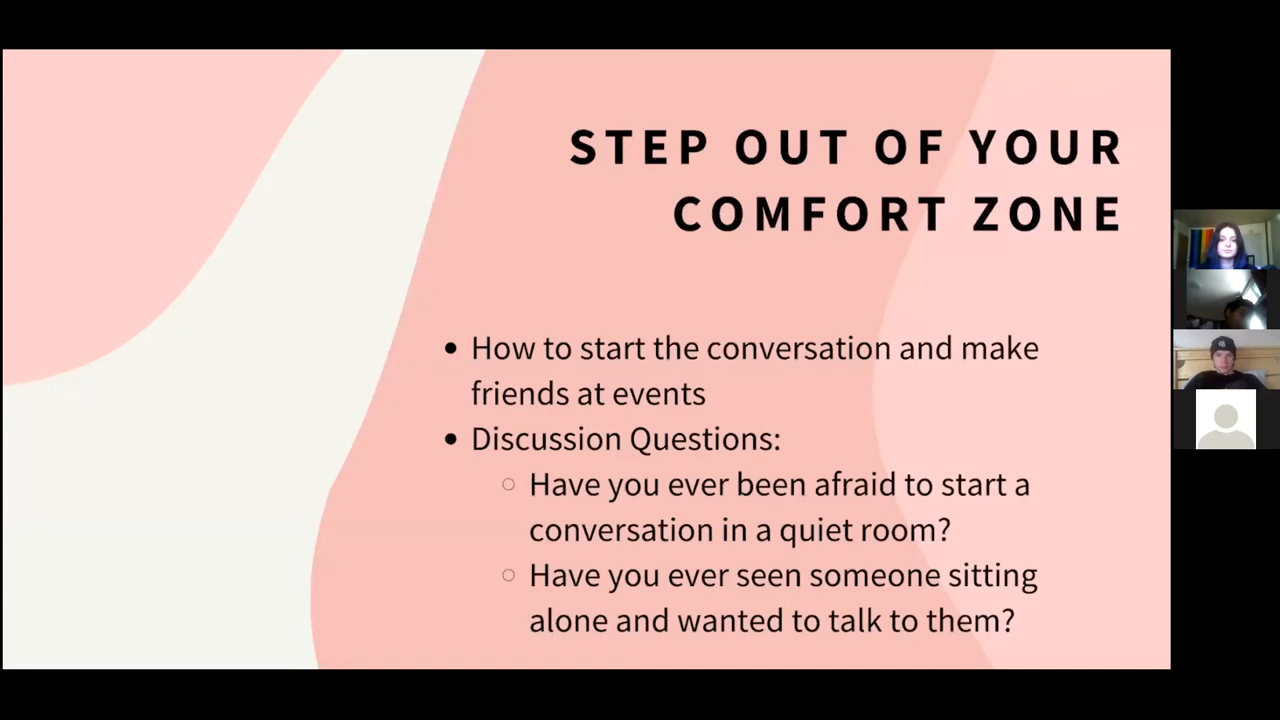 STEP OUT OF YOUR
COMFORT ZONE
• How to start the conversation and make
friends at events
• Discussion Questions:
○ Have you ever been afraid to start a
conversation in a quiet room?
○ Have you ever seen someone sitting
alone and wanted to talk to them?